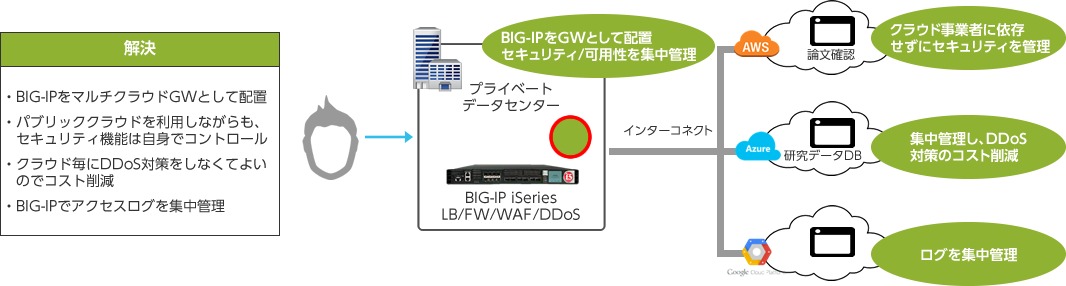 解決
・BIG-IPをマルチクラウドGWとして配置
・パブリッククラウドを利用しながらも、
セキュリティ機能は自身でコントロール
・クラウド毎にDDoS対策をしなくてよい
のでコスト削減
・BIG-IPでアクセスログを集中管理
BIG-IPをGWとして配置
セキュリティ/可用性を集中管理
プライベート
データセンター
BIG-IP iSeries
LB/FW/WAF/DDoS
インターコネクト
AWS
論文確認
クラウド事業者に依存
せずにセキュリティを管理
Azure
研究データDB
集中管理し、DDoS
対策のコスト削減
Google Cloud Platform
ログを集中管理